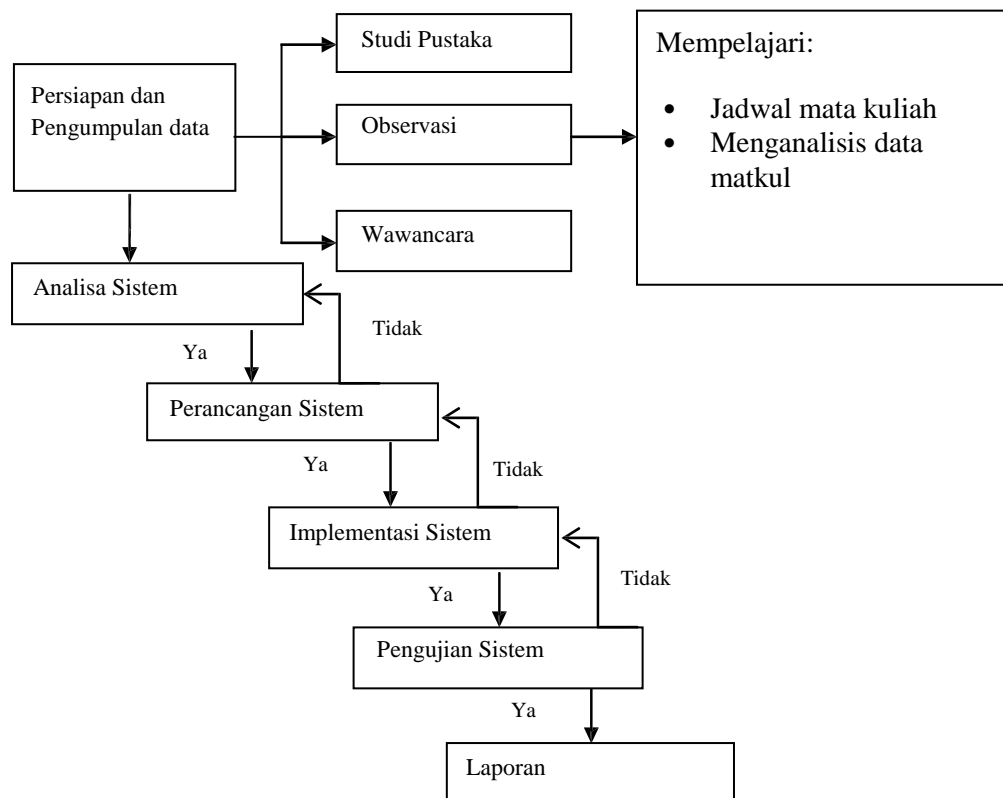 Studi Pustaka
Mempelajari:
Persiapan dan
Pengumpulan data
Observasi
• Jadwal mata kuliah
• Menganalisis data
matkul
Wawancara
Analisa Sistem
Tidak
Ya
Perancangan Sistem
Tidak
Ya
Implementasi Sistem
Tidak
Ya
Pengujian Sistem
Ya
Laporan